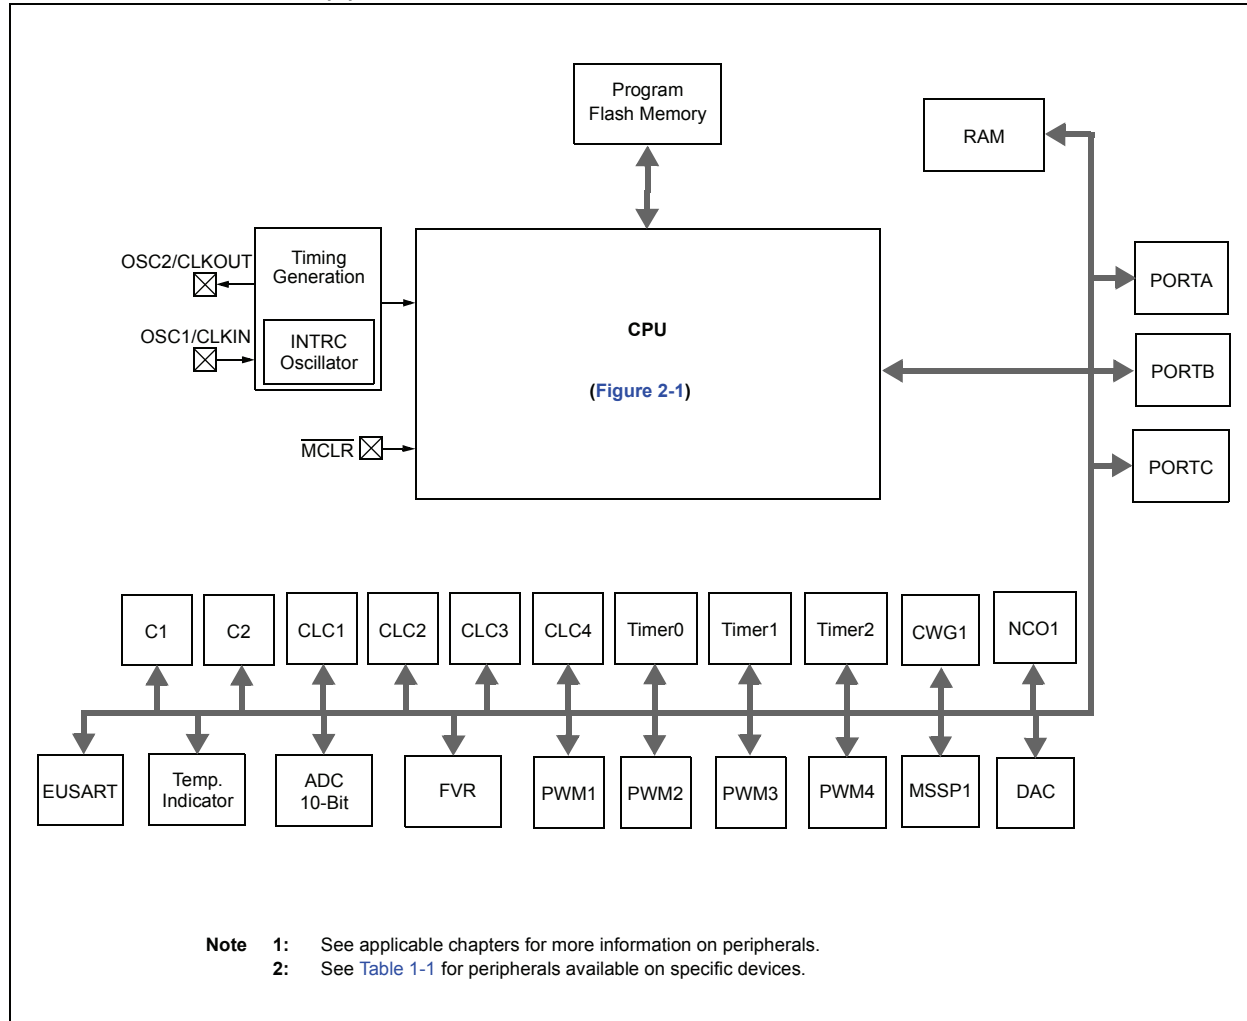 Program
Flash Memory
RAM
OSC2/CLKOUT
Timing
Generation
PORTA
OSC1/CLKIN
INTRC
Oscillator
CPU
(Figure 2-1)
PORTB
MCLR
PORTC
C1
C2
CLC1
CLC2
CLC3
CLC4
Timer0
Timer1
Timer2
CWG1
NCO1
EUSART
Temp.
Indicator
ADC
10-Bit
FVR
PWM1
PWM2
PWM3
PWM4
MSSP1
DAC
Note 1: See applicable chapters for more information on peripherals.
2: See Table 1-1 for peripherals available on specific devices.